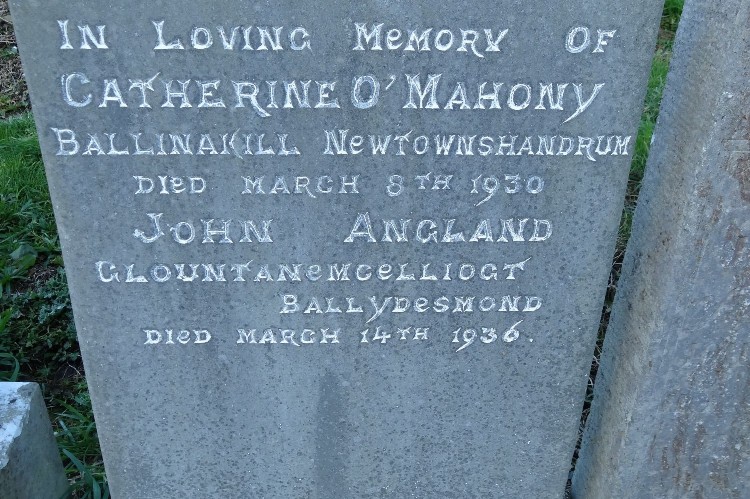 In Loving Memory of
Catherine O'Mahony
Ballinakill Newtownshandrum
Died March 8th 1930
John Angland
Glountanemcelliogt
Ballydesmond
Died March 14th 1936.